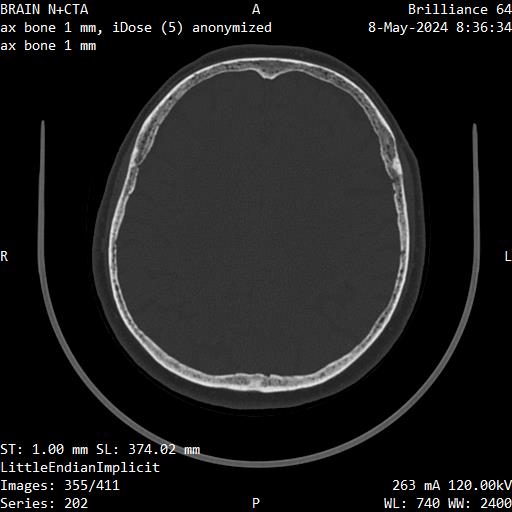 BRAIN N+CTA
A
Brilliance 64
ax bone 1 mm, iDose (5) anonymized
8-May-2024 8:36:34
ax bone 1 mm
R
L
ST: 1.00 mm SL: 374.02 mm
LittleEndianImplicit
Images: 355/411
263 mA 120.00kV
Series: 202
P
WL: 740 WW: 2400